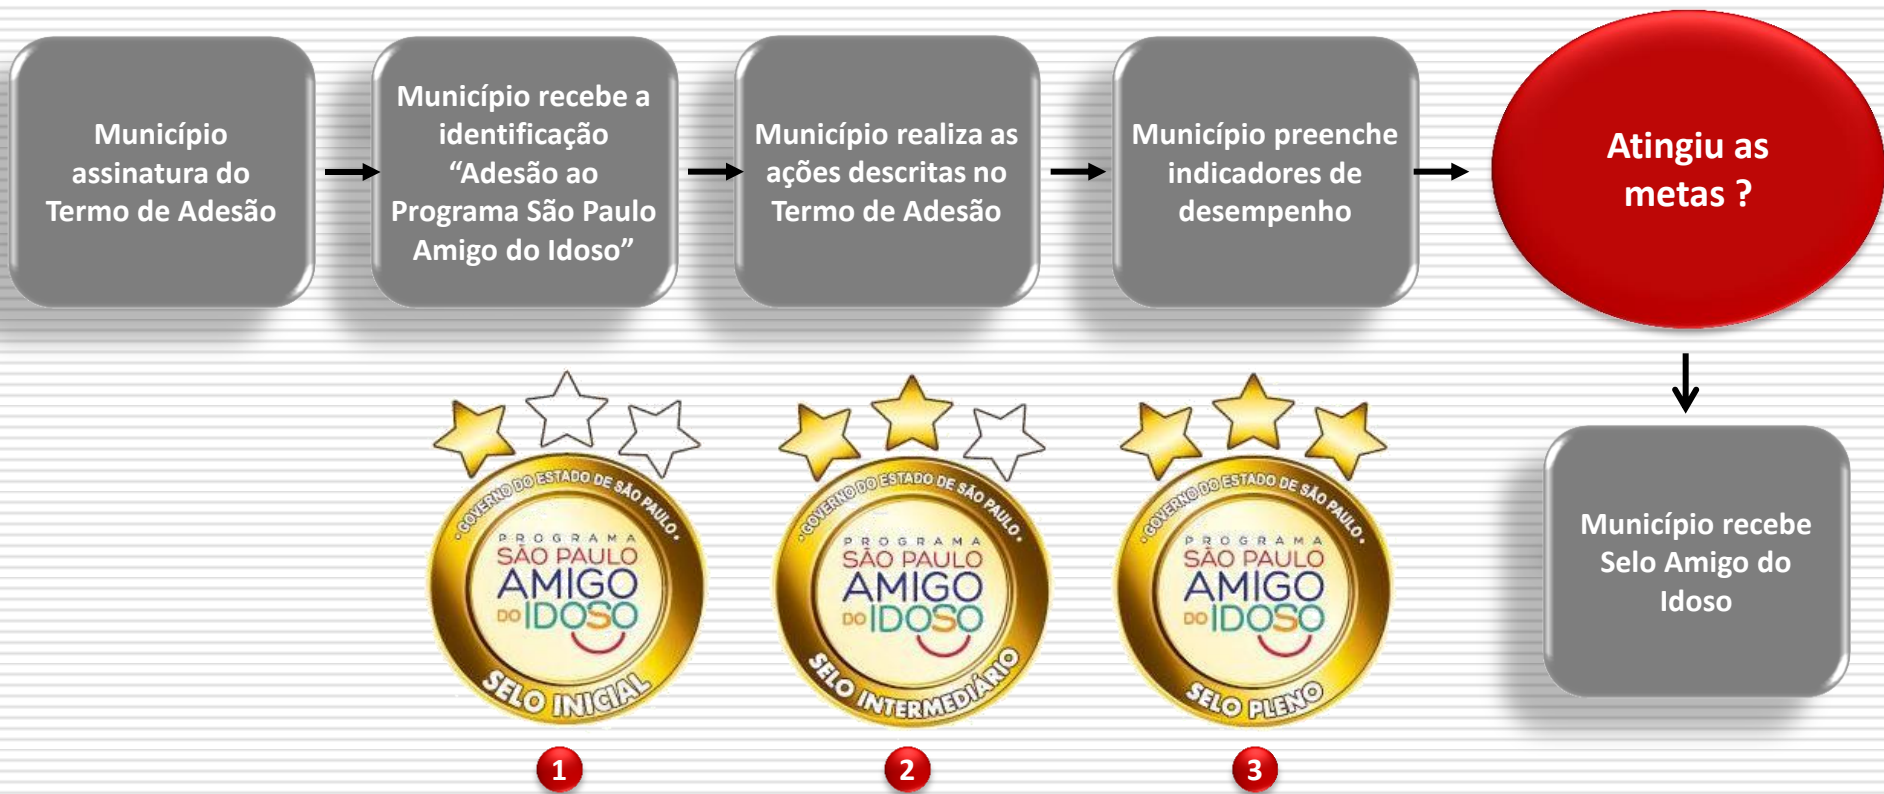 Município
assinatura do
Termo de Adesão
Município recebe a
identificação
“Adesão ao
Programa São Paulo
Amigo do Idoso”
Município realiza as
ações descritas no
Termo de Adesão
Município preenche
indicadores de
desempenho
Atingiu as
metas ?
Município recebe
Selo Amigo do
Idoso
· GOVERNO DO ESTADO DE SÃO PAULO ·
PROGRAMA
SÃO PAULO
AMIGO
DO IDOSO
SELO INICIAL
1
· GOVERNO DO ESTADO DE SÃO PAULO ·
PROGRAMA
SÃO PAULO
AMIGO
DO IDOSO
SELO INTERMEDIÁRIO
2
· GOVERNO DO ESTADO DE SÃO PAULO ·
PROGRAMA
SÃO PAULO
AMIGO
DO IDOSO
SELO PLENO
3